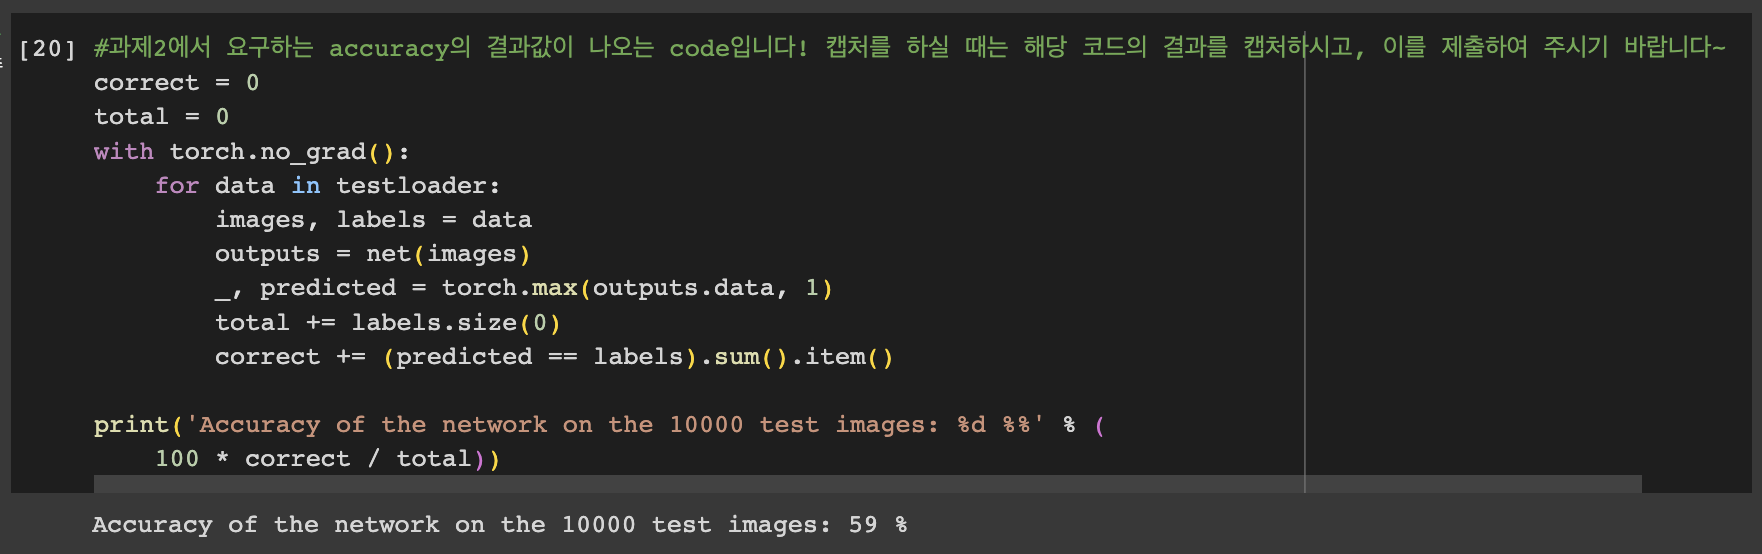 [20] #과제2에서 요구하는 accuracy의 결과값이 나오는 code입니다! 캡처를 하실 때는 해당 코드의 결과를 캡처하시고, 이를 제출하여 주시기 바랍니다~
correct = 0
total = 0
with torch.no_grad():
    for data in testloader:
        images, labels = data
        outputs = net(images)
        _, predicted = torch.max(outputs.data, 1)
        total += labels.size(0)
        correct += (predicted == labels).sum().item()

print('Accuracy of the network on the 10000 test images: %d %%' % (
    100 * correct / total))
Accuracy of the network on the 10000 test images: 59 %